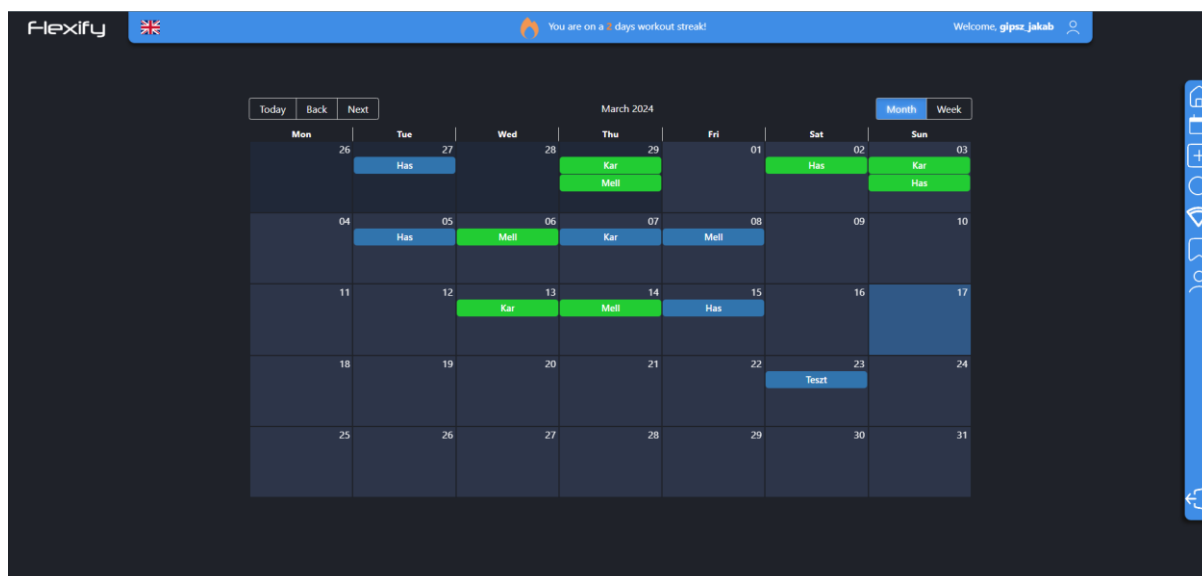 Flexify
You are on a 2 days workout streak!
Welcome, gipsz_jakab
Today Back Next
March 2024
Month Week
Mon Tue Wed Thu Fri Sat Sun
26 27 28 29 01 02 03
Has Kar Has Kar
Mell Has
04 05 06 07 08 09 10
Has Mell Kar Mell
11 12 13 14 15 16 17
Kar Mell Has
18 19 20 21 22 23 24
Teszt
25 26 27 28 29 30 31